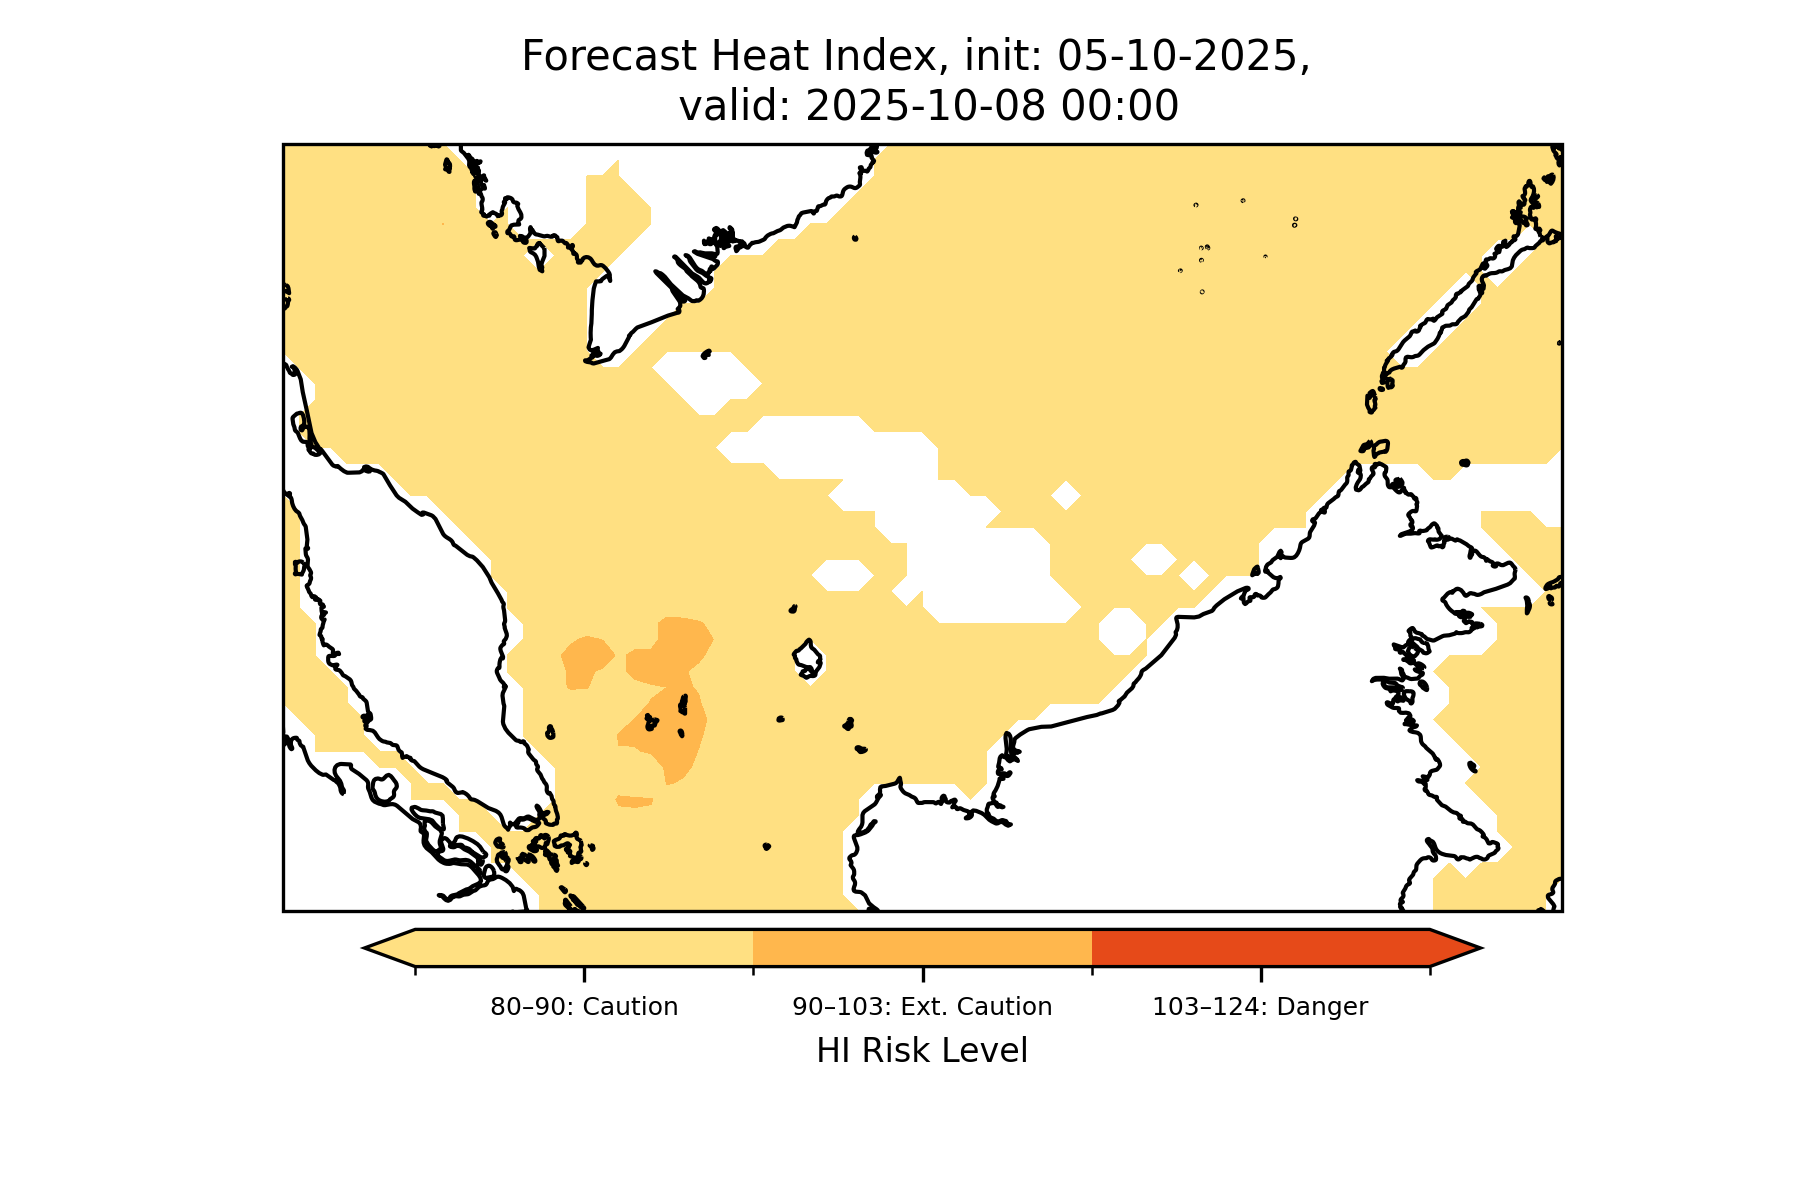 Forecast Heat Index, init: 05-10-2025,
valid: 2025-10-08 00:00
80–90: Caution
90–103: Ext. Caution
103–124: Danger
HI Risk Level